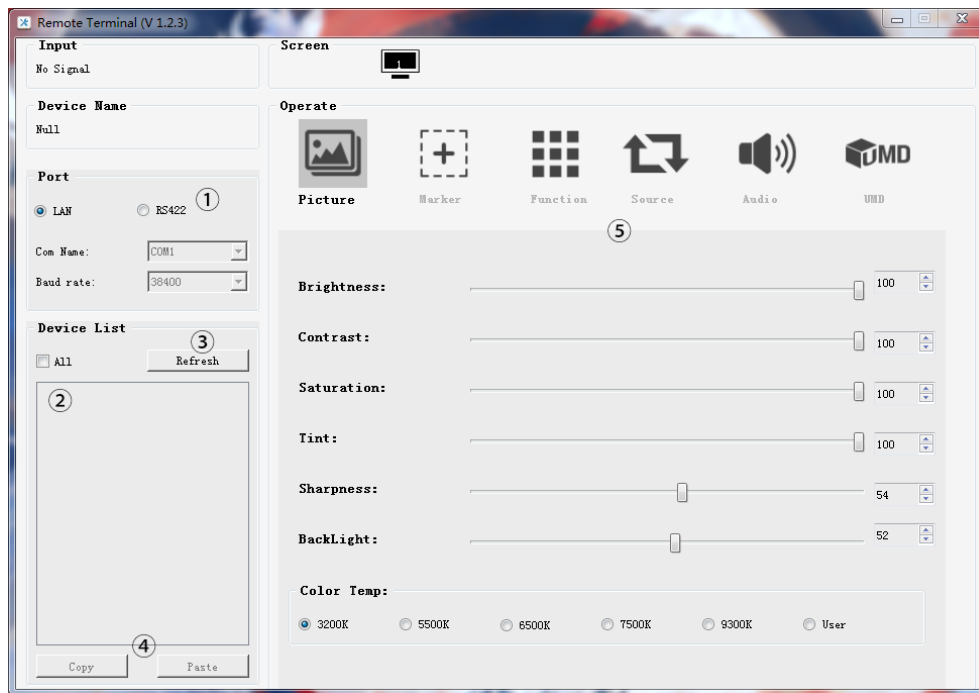 Remote Terminal (V 1.2.3)
Input
No Signal
Screen
1
Device Name
Null
Operate
Picture
Marker
Function
Source
Audio
UMD
UMD
Port
①
LAN
RS422
Com Name:
COM1
Baud rate:
38400
Device List
③
All
Refresh
②
④
Copy
Paste
⑤
Brightness:
100
Contrast:
100
Saturation:
100
Tint:
100
Sharpness:
54
BackLight:
52
Color Temp:
3200K
5500K
6500K
7500K
9300K
User